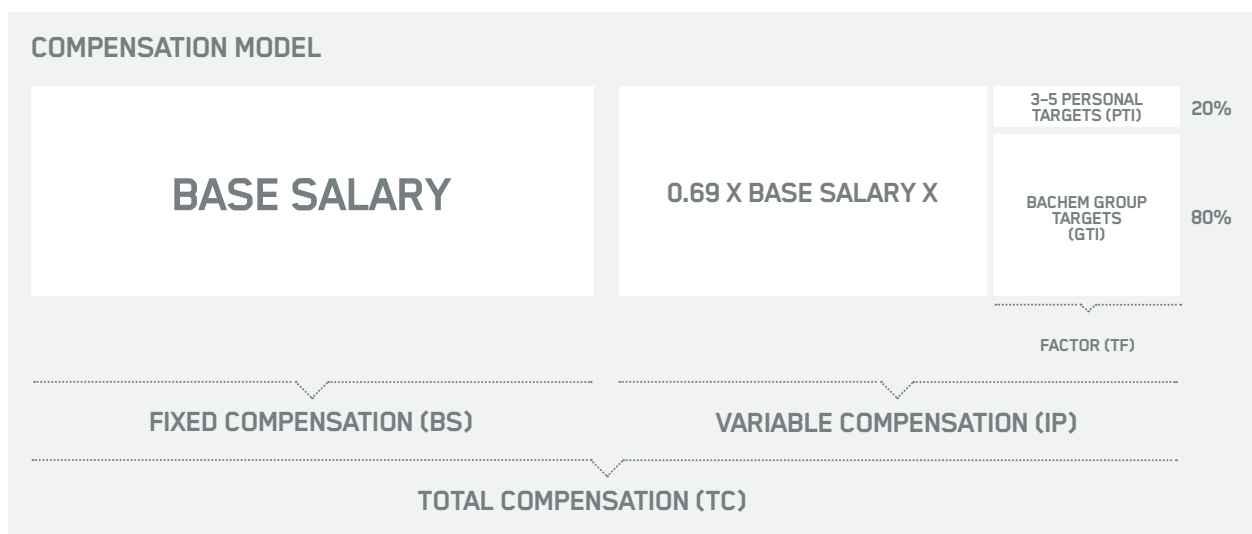 COMPENSATION MODEL
BASE SALARY
0.69 X BASE SALARY X
3–5 PERSONAL
TARGETS (PTI)
20%
BACHEM GROUP
TARGETS
(GTI)
80%
FACTOR (TF)
FIXED COMPENSATION (BS)
VARIABLE COMPENSATION (IP)
TOTAL COMPENSATION (TC)